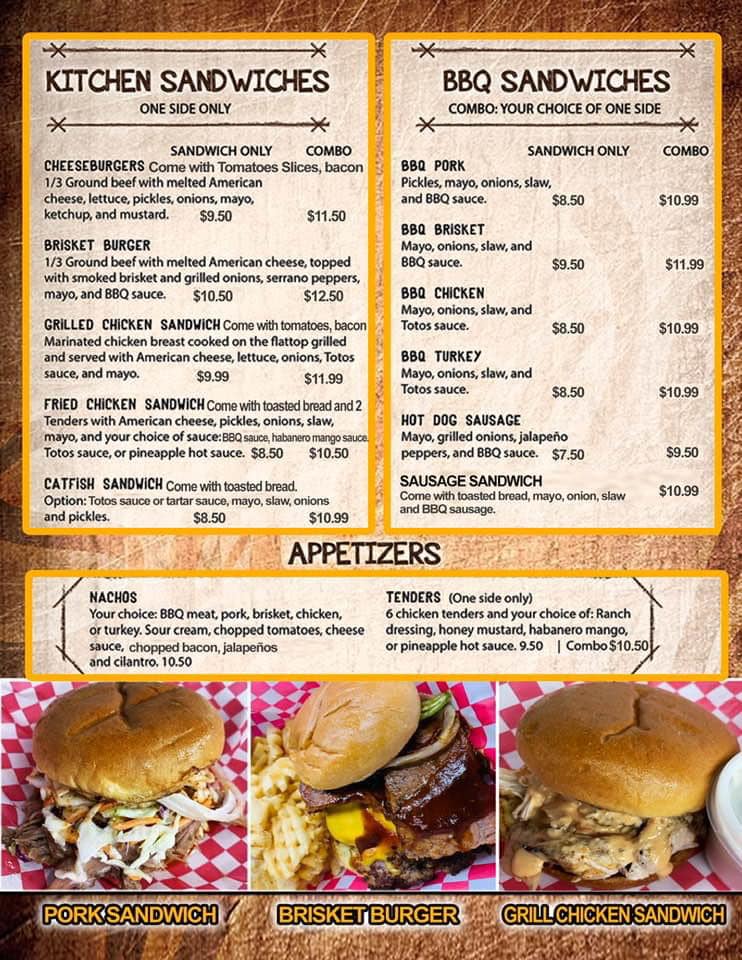 KITCHEN SANDWICHES
ONE SIDE ONLY
SANDWICH ONLY COMBO
CHEESEBURGERS Come with Tomatoes Slices, bacon
1/3 Ground beef with melted American
cheese, lettuce, pickles, onions, mayo,
ketchup, and mustard. $9.50 $11.50
BRISKET BURGER
1/3 Ground beef with melted American cheese, topped
with smoked brisket and grilled onions, serrano peppers,
mayo, and BBQ sauce. $10.50 $12.50
GRILLED CHICKEN SANDWICH Come with tomatoes, bacon
Marinated chicken breast cooked on the flattop grilled
and served with American cheese, lettuce, onions, Totos
sauce, and mayo. $9.99 $11.99
FRIED CHICKEN SANDWICH Come with toasted bread and 2
Tenders with American cheese, pickles, onions, slaw,
mayo, and your choice of sauce: BBQ sauce, habanero mango sauce.
Totos sauce, or pineapple hot sauce. $8.50 $10.50
CATFISH SANDWICH Come with toasted bread.
Option: Totos sauce or tartar sauce, mayo, slaw, onions
and pickles. $8.50 $10.99
BBQ SANDWICHES
COMBO: YOUR CHOICE OF ONE SIDE
SANDWICH ONLY COMBO
BBQ PORK
Pickles, mayo, onions, slaw,
and BBQ sauce. $8.50 $10.99
BBQ BRISKET
Mayo, onions, slaw, and
BBQ sauce. $9.50 $11.99
BBQ CHICKEN
Mayo, onions, slaw, and
Totos sauce. $8.50 $10.99
BBQ TURKEY
Mayo, onions, slaw, and
Totos sauce. $8.50 $10.99
HOT DOG SAUSAGE
Mayo, grilled onions, jalapeño
peppers, and BBQ sauce. $7.50 $9.50
SAUSAGE SANDWICH
Come with toasted bread, mayo, onion, slaw $10.99
and BBQ sausage.
APPETIZERS
NACHOS
Your choice: BBQ meat, pork, brisket, chicken,
or turkey. Sour cream, chopped tomatoes, cheese
sauce, chopped bacon, jalapeños
and cilantro. 10.50
TENDERS (One side only)
6 chicken tenders and your choice of: Ranch
dressing, honey mustard, habanero mango,
or pineapple hot sauce. 9.50 | Combo $10.50
PORK SANDWICH
BRISKET BURGER
GRILL CHICKEN SANDWICH